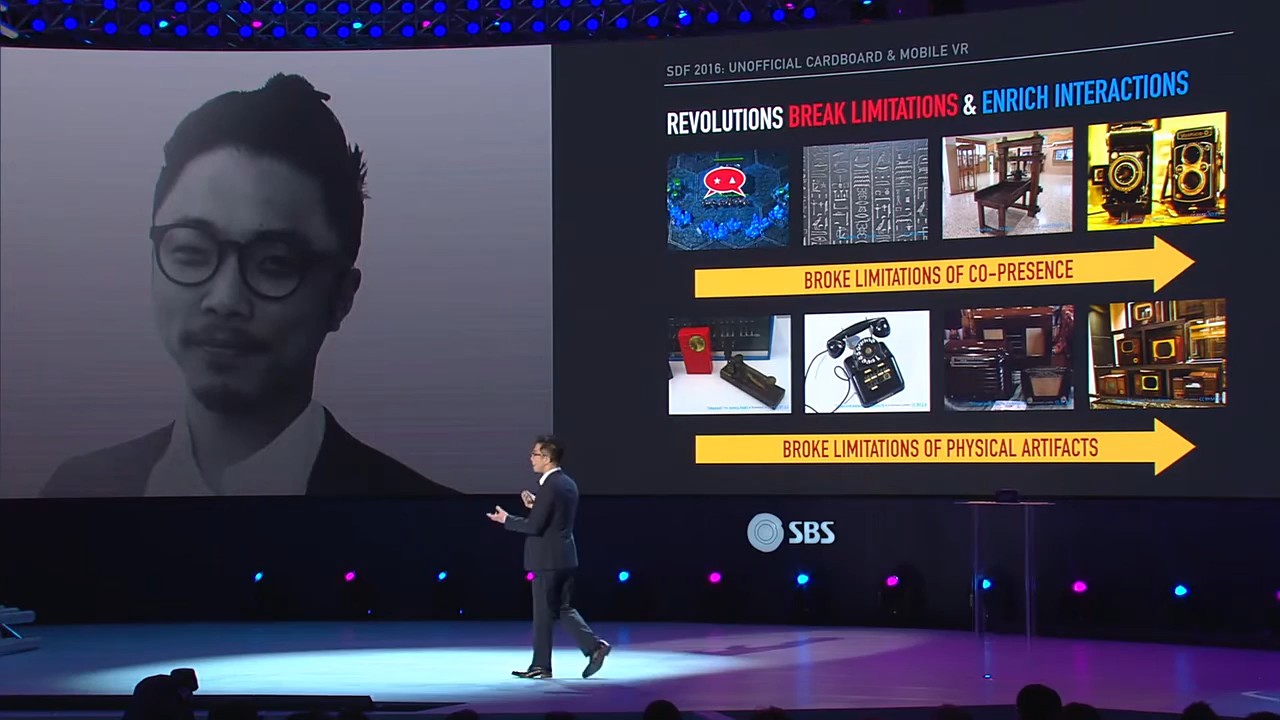 SDF 2016: UNOFFICIAL CARDBOARD & MOBILE VR
REVOLUTIONS BREAK LIMITATIONS & ENRICH INTERACTIONS
BROKE LIMITATIONS OF CO-PRESENCE
BROKE LIMITATIONS OF PHYSICAL ARTIFACTS
SBS